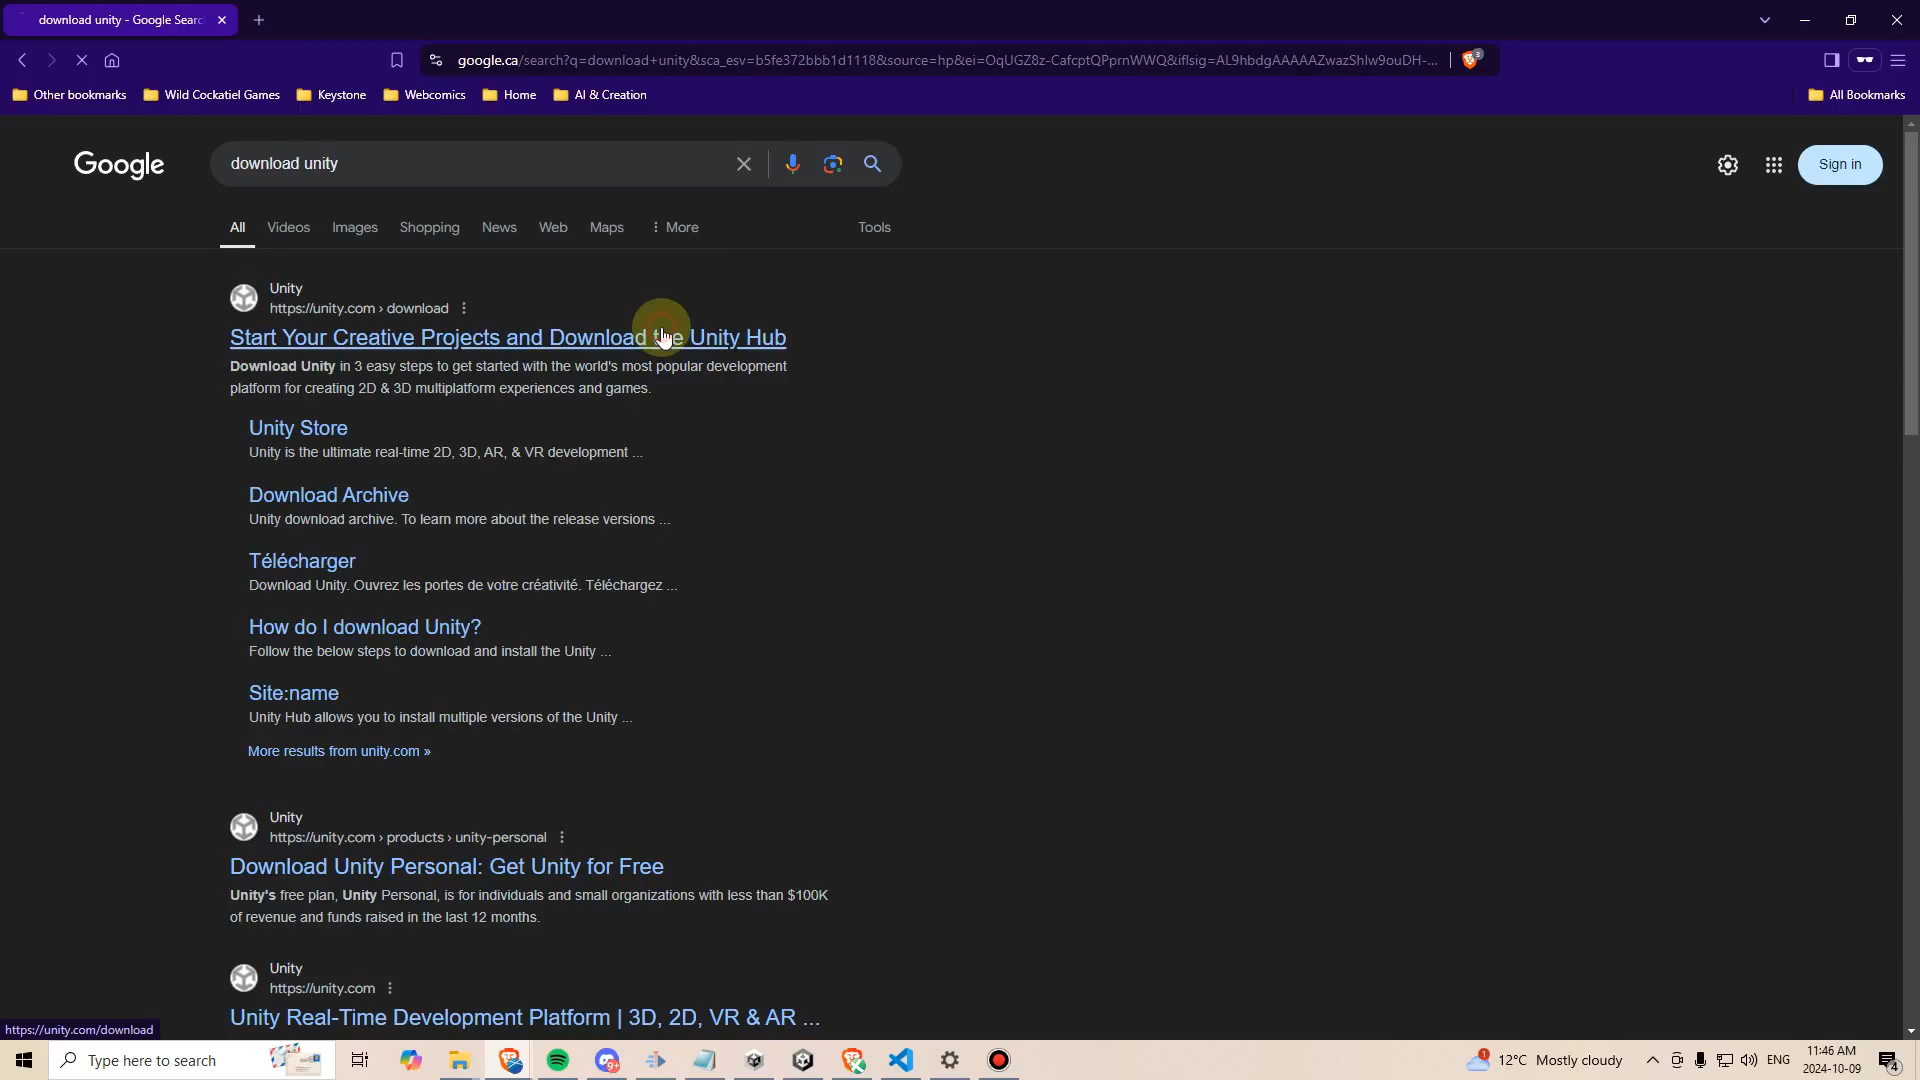 download unity - Google Searc
google.ca/search?q=download+unity&sca_esv=b5fe372bbb1d1118&source=hp&ei=OqUGZ8z-CafcptQPprnWWQ&iflsig=AL9hbdgAAAAAZwazShlw9ouDH-...
3
Other bookmarks
Wild Cockatiel Games
Keystone
Webcomics
Home
AI & Creation
All Bookmarks
Google
download unity
Sign in
All
Videos
Images
Shopping
News
Web
Maps
More
Tools
Unity
https://unity.com › download
Start Your Creative Projects and Download the Unity Hub
Download Unity in 3 easy steps to get started with the world's most popular development
platform for creating 2D & 3D multiplatform experiences and games.
Unity Store
Unity is the ultimate real-time 2D, 3D, AR, & VR development ...
Download Archive
Unity download archive. To learn more about the release versions ...
Télécharger
Download Unity. Ouvrez les portes de votre créativité. Téléchargez ...
How do I download Unity?
Follow the below steps to download and install the Unity ...
Site:name
Unity Hub allows you to install multiple versions of the Unity ...
More results from unity.com »
Unity
https://unity.com › products › unity-personal
Download Unity Personal: Get Unity for Free
Unity's free plan, Unity Personal, is for individuals and small organizations with less than $100K
of revenue and funds raised in the last 12 months.
Unity
https://unity.com
Unity Real-Time Development Platform | 3D, 2D, VR & AR ...
https://unity.com/download
Type here to search
9+
1
12°C Mostly cloudy
ENG
11:46 AM
2024-10-09
4